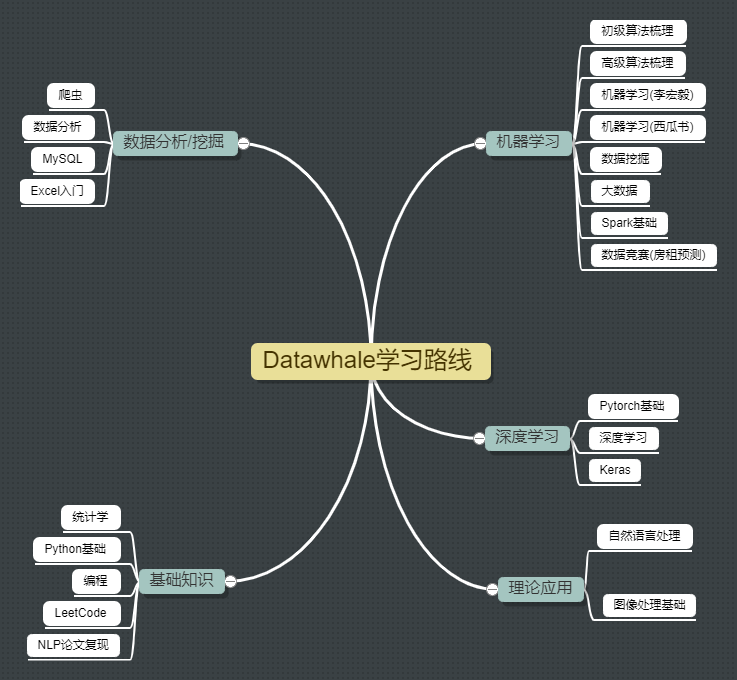 Datawhale学习路线
数据分析/挖掘
爬虫
数据分析
MySQL
Excel入门
机器学习
初级算法梳理
高级算法梳理
机器学习(李宏毅)
机器学习(西瓜书)
数据挖掘
大数据
Spark基础
数据竞赛(房租预测)
深度学习
Pytorch基础
深度学习
Keras
基础知识
统计学
Python基础
编程
LeetCode
NLP论文复现
理论应用
自然语言处理
图像处理基础